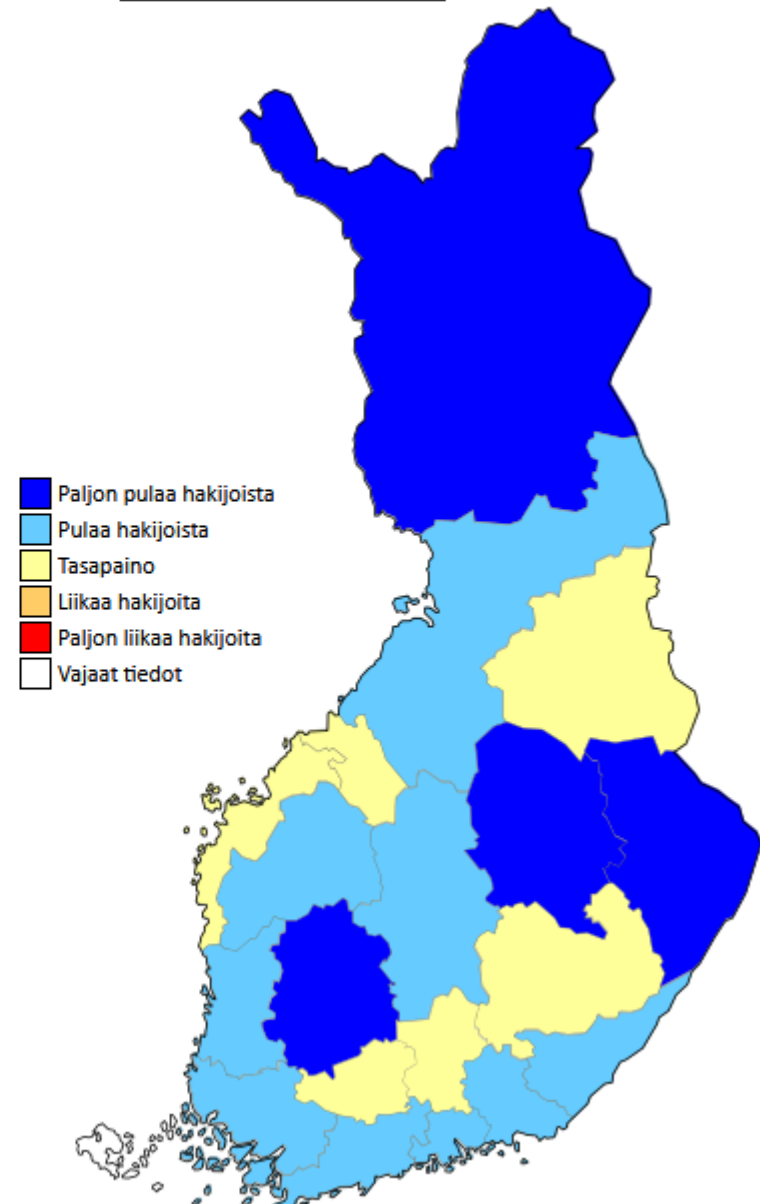 Paljon pulaa hakijoista
Pulaa hakijoista
Tasapaino
Liikaa hakijoita
Paljon liikaa hakijoita
Vajaat tiedot